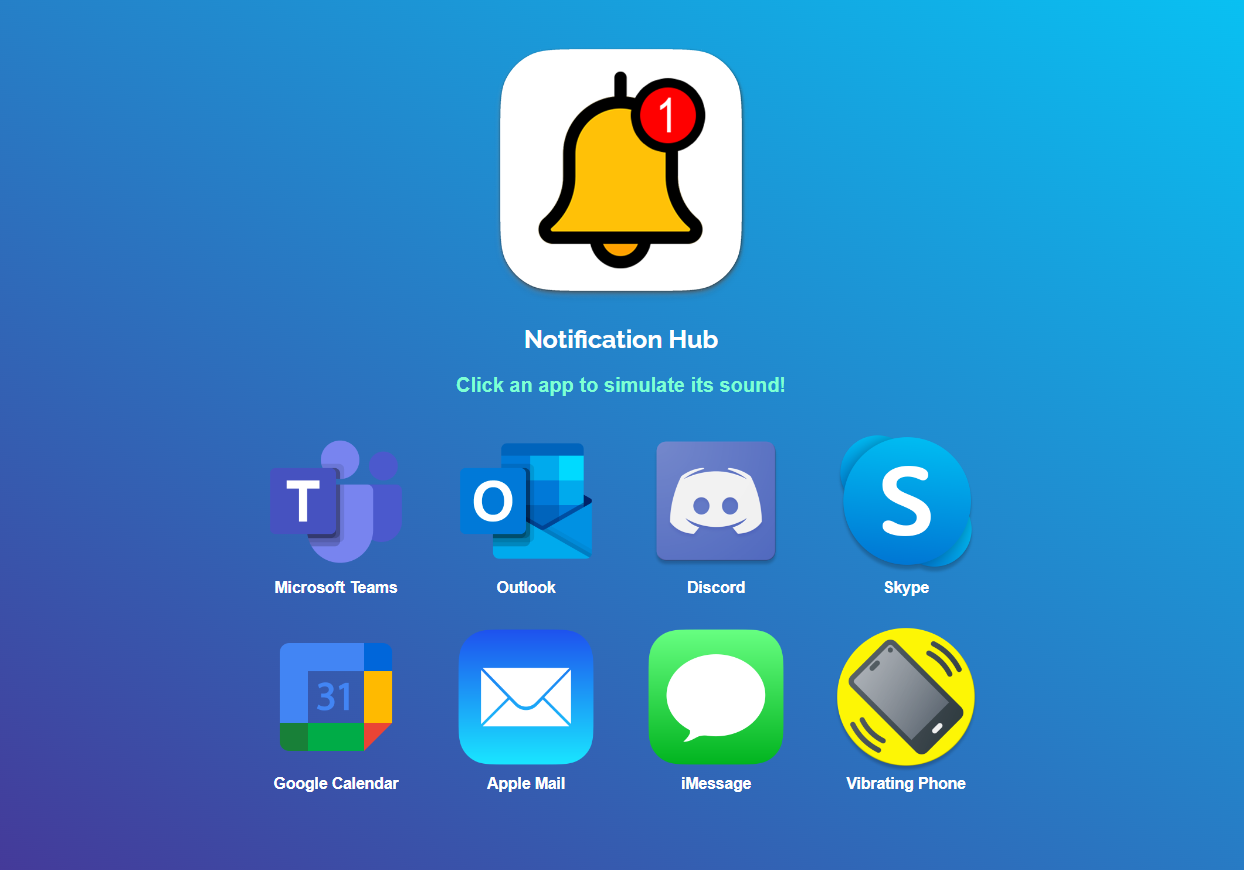 1
Notification Hub
Click an app to simulate its sound!
T
O
S
Microsoft Teams
Outlook
Discord
Skype
31
Google Calendar
Apple Mail
iMessage
Vibrating Phone